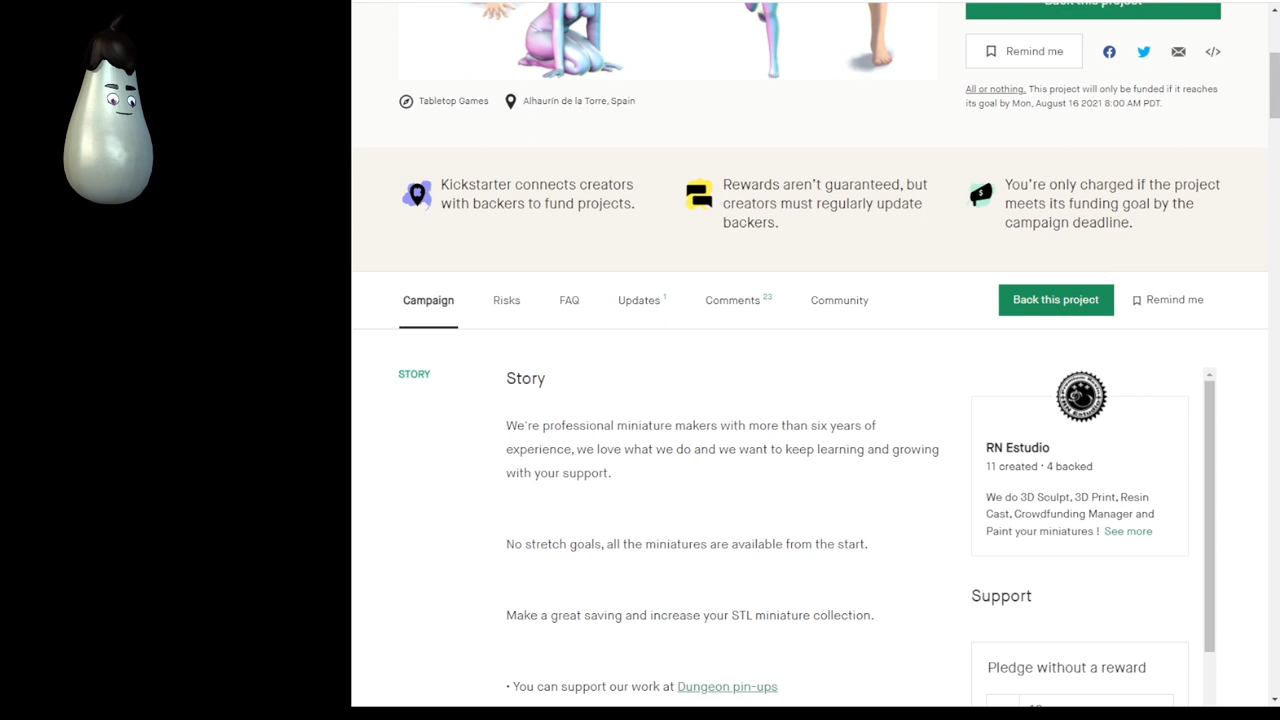 Remind me
Tabletop Games
Alhaurín de la Torre, Spain
All or nothing. This project will only be funded if it reaches
its goal by Mon, August 16 2021 8:00 AM PDT.
Kickstarter connects creators
with backers to fund projects.
Rewards aren't guaranteed, but
creators must regularly update
backers.
You're only charged if the project
meets its funding goal by the
campaign deadline.
Campaign
Risks
FAQ
Updates 1
Comments 23
Community
Back this project
Remind me
STORY
Story
We're professional miniature makers with more than six years of
experience, we love what we do and we want to keep learning and growing
with your support.
No stretch goals, all the miniatures are available from the start.
Make a great saving and increase your STL miniature collection.
• You can support our work at Dungeon pin-ups
RN Estudio
11 created · 4 backed
We do 3D Sculpt, 3D Print, Resin
Cast, Crowdfunding Manager and
Paint your miniatures ! See more
Support
Pledge without a reward